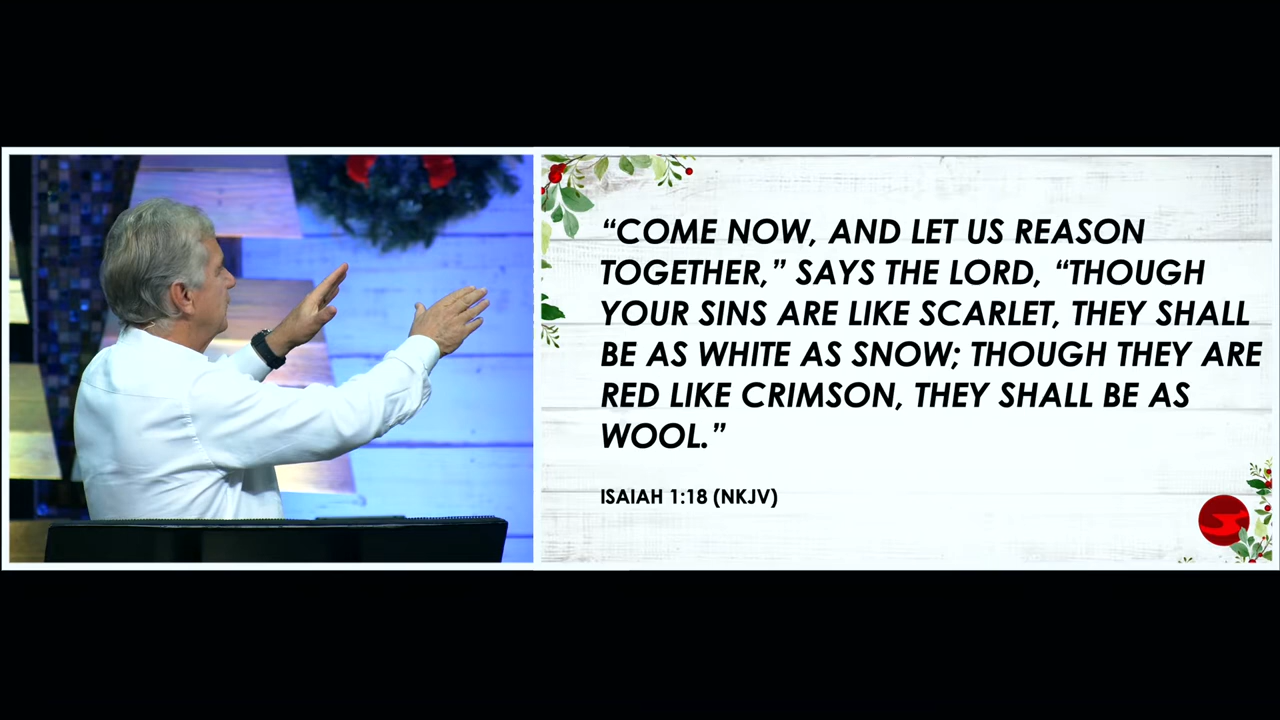 “COME NOW, AND LET US REASON
TOGETHER,” SAYS THE LORD, “THOUGH
YOUR SINS ARE LIKE SCARLET, THEY SHALL
BE AS WHITE AS SNOW; THOUGH THEY ARE
RED LIKE CRIMSON, THEY SHALL BE AS
WOOL.”
ISAIAH 1:18 (NKJV)